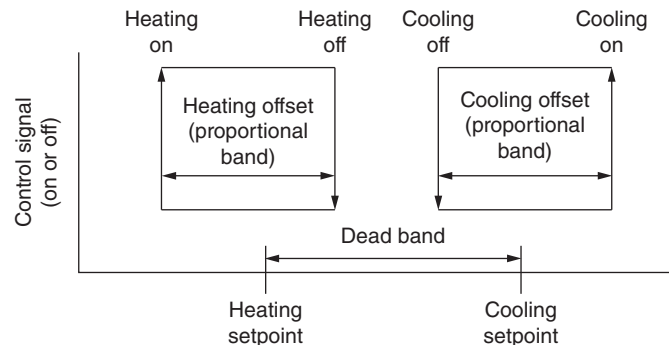 Heating on
Heating off
Cooling off
Cooling on
Control signal
(on or off)
Heating offset
(proportional
band)
Cooling offset
(proportional
band)
Dead band
Heating
setpoint
Cooling
setpoint